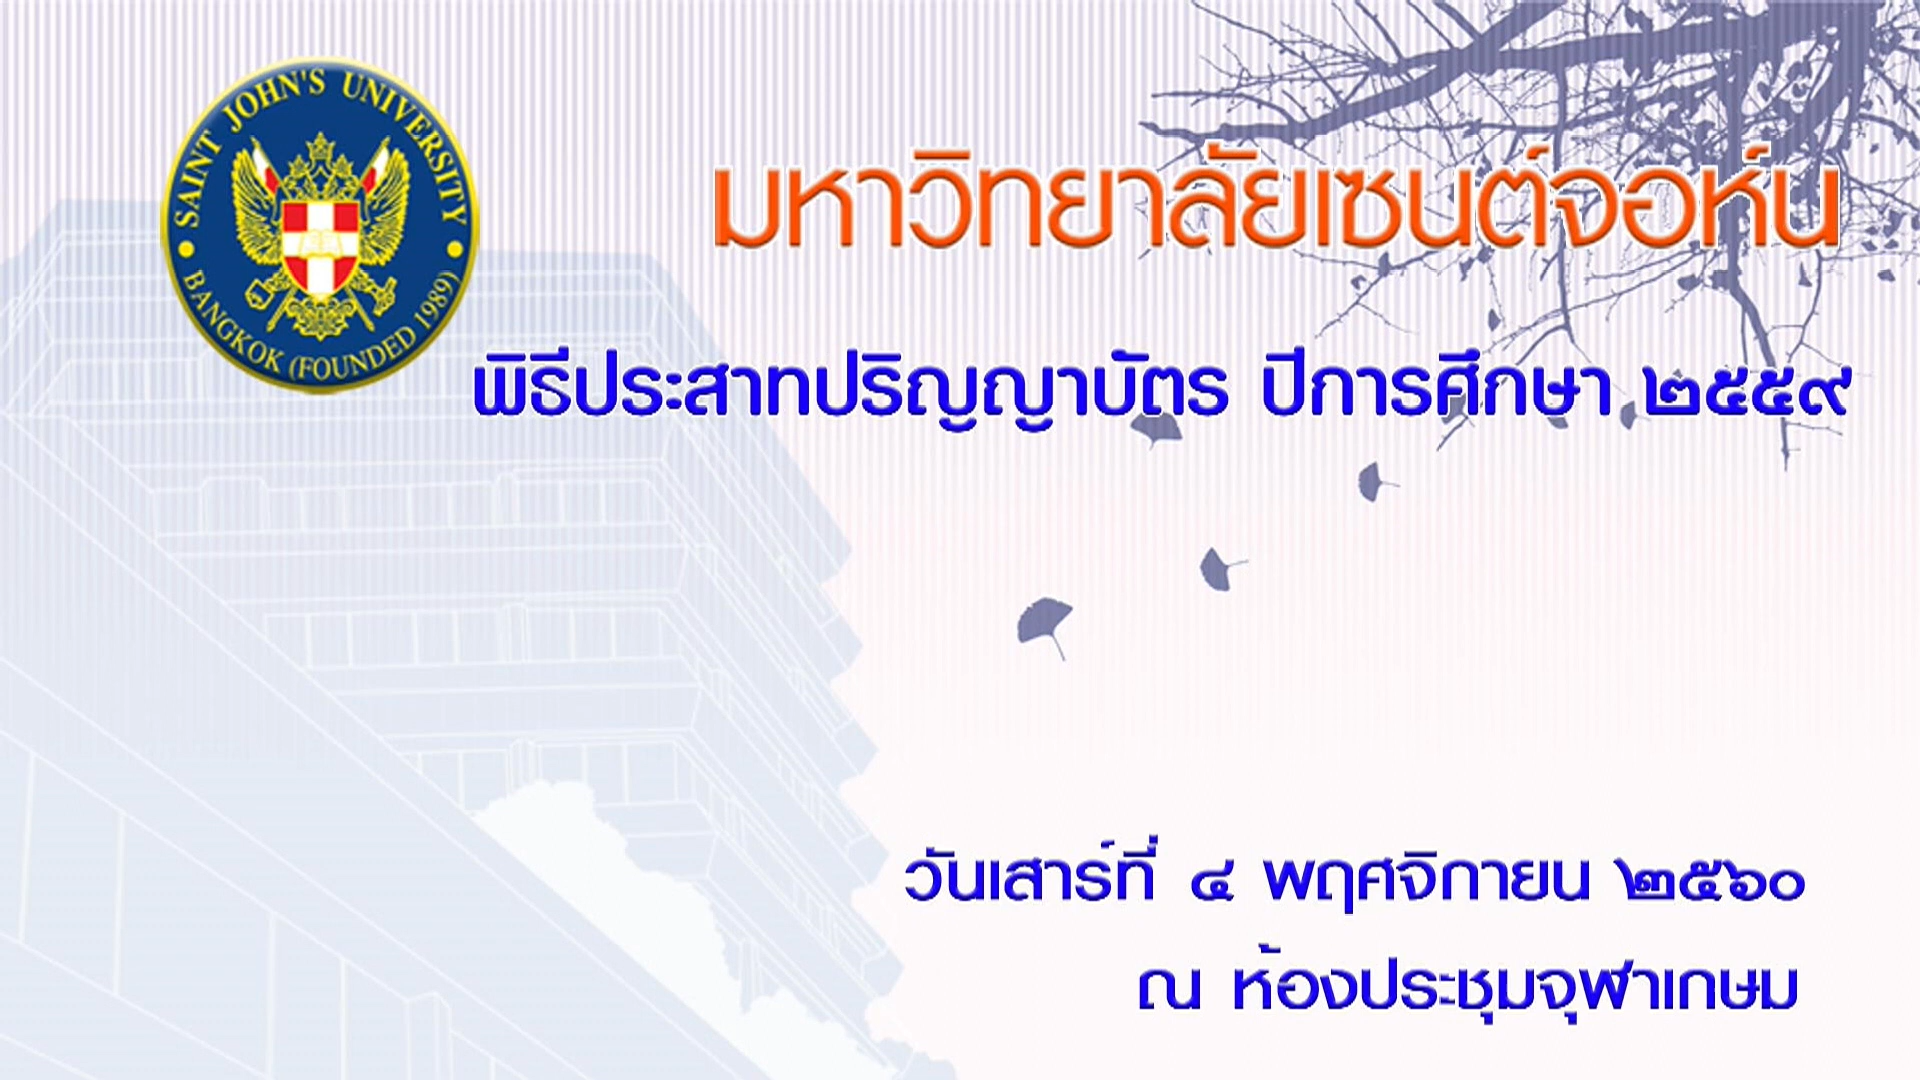 SAINT JOHN'S UNIVERSITY
BANGKOK (FOUNDED 1989)
มหาวิทยาลัยเซนต์จอห์น
พิธีประสาทปริญญาบัตร ปีการศึกษา ๒๕๕๙
วันเสาร์ที่ ๔ พฤศจิกายน ๒๕๖๐
ณ ห้องประชุมจุฬาเกษม